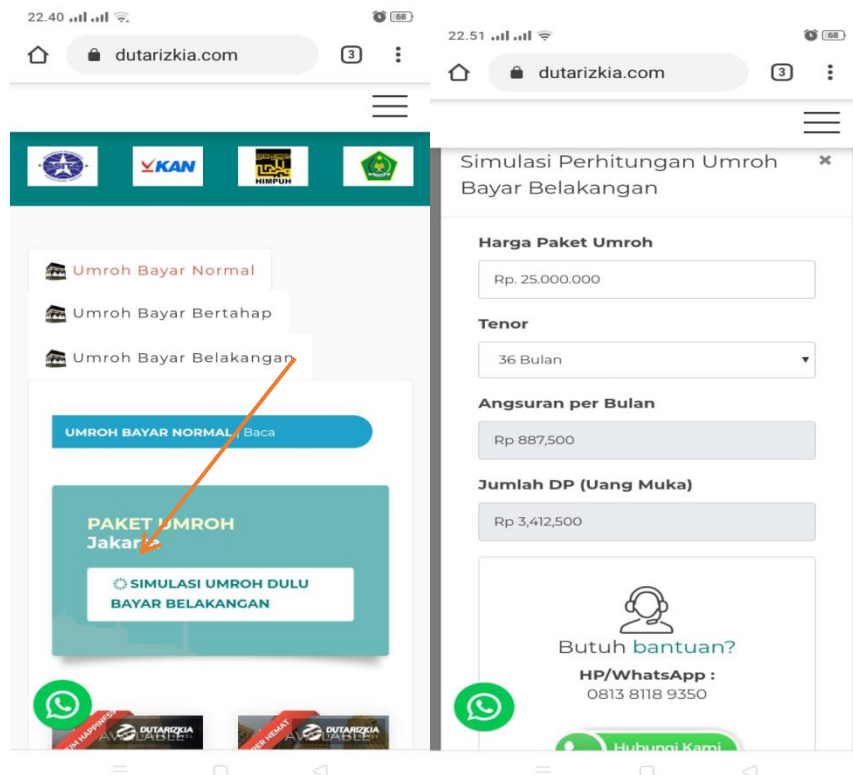 22.40
68
dutarizkia.com
3
KAN
HIMPUH
Umroh Bayar Normal
Umroh Bayar Bertahap
Umroh Bayar Belakangan
UMROH BAYAR NORMAL | Baca
PAKET UMROH
Jakarta
SIMULASI UMROH DULU
BAYAR BELAKANGAN
DUTARIZKIA
DUTARIZKIA
22.51
68
dutarizkia.com
3
Simulasi Perhitungan Umroh
Bayar Belakangan
Harga Paket Umroh
Rp. 25.000.000
Tenor
36 Bulan
Angsuran per Bulan
Rp 887,500
Jumlah DP (Uang Muka)
Rp 3,412,500
Butuh bantuan?
HP/WhatsApp :
0813 8118 9350
Hubungi Kami